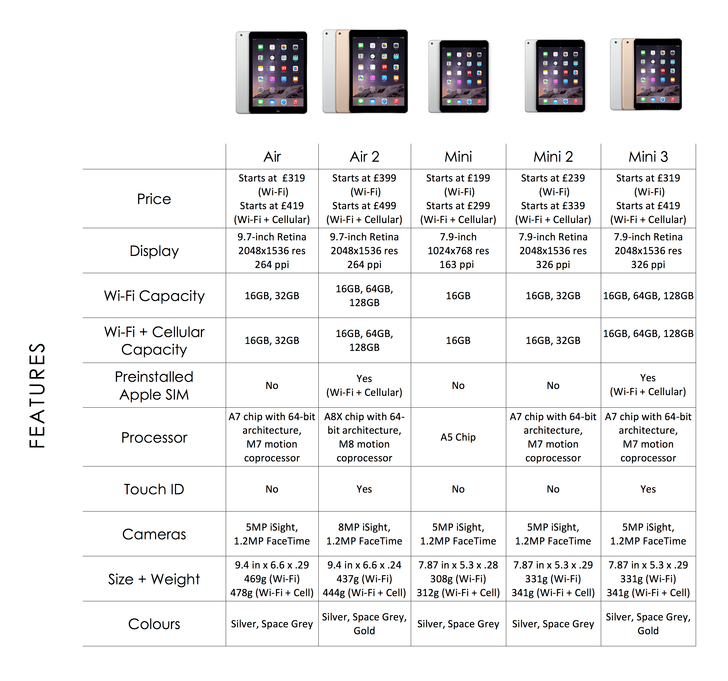 Air Air 2 Mini Mini 2 Mini 3
Price
Starts at £319
(Wi-Fi)
Starts at £419
(Wi-Fi + Cellular)
Starts at £399
(Wi-Fi)
Starts at £499
(Wi-Fi + Cellular)
Starts at £199
(Wi-Fi)
Starts at £299
(Wi-Fi + Cellular)
Starts at £239
(Wi-Fi)
Starts at £339
(Wi-Fi + Cellular)
Starts at £319
(Wi-Fi)
Starts at £419
(Wi-Fi + Cellular)
Display
9.7-inch Retina
2048x1536 res
264 ppi
9.7-inch Retina
2048x1536 res
264 ppi
7.9-inch
1024x768 res
163 ppi
7.9-inch Retina
2048x1536 res
326 ppi
7.9-inch Retina
2048x1536 res
326 ppi
Wi-Fi Capacity
16GB, 32GB
16GB, 64GB,
128GB
16GB
16GB, 32GB
16GB, 64GB, 128GB
FEATURES
Wi-Fi + Cellular
Capacity
16GB, 32GB
16GB, 64GB,
128GB
16GB
16GB, 32GB
16GB, 64GB, 128GB
Preinstalled
Apple SIM
No
Yes
(Wi-Fi + Cellular)
No
No
Yes
(Wi-Fi + Cellular)
Processor
A7 chip with 64-bit
architecture,
M7 motion
coprocessor
A8X chip with 64-
bit architecture,
M8 motion
coprocessor
A5 Chip
A7 chip with 64-bit
architecture,
M7 motion
coprocessor
A7 chip with 64-bit
architecture,
M7 motion
coprocessor
Touch ID
No
Yes
No
No
Yes
Cameras
5MP iSight,
1.2MP FaceTime
8MP iSight,
1.2MP FaceTime
5MP iSight,
1.2MP FaceTime
5MP iSight,
1.2MP FaceTime
5MP iSight,
1.2MP FaceTime
Size + Weight
9.4 in x 6.6 x .29
469g (Wi-Fi)
478g (Wi-Fi + Cell)
9.4 in x 6.6 x .24
437g (Wi-Fi)
444g (Wi-Fi + Cell)
7.87 in x 5.3 x .28
308g (Wi-Fi)
312g (Wi-Fi + Cell)
7.87 in x 5.3 x .29
331g (Wi-Fi)
341g (Wi-Fi + Cell)
7.87 in x 5.3 x .29
331g (Wi-Fi)
341g (Wi-Fi + Cell)
Colours
Silver, Space Grey
Silver, Space Grey,
Gold
Silver, Space Grey
Silver, Space Grey
Silver, Space Grey,
Gold